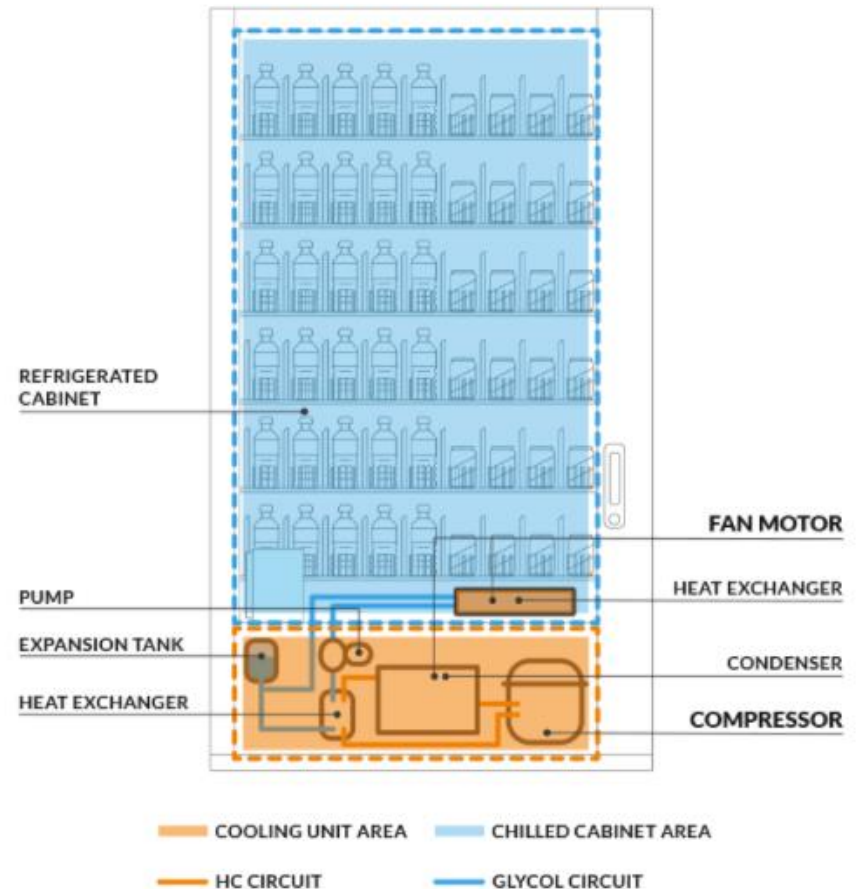 REFRIGERATED
CABINET
FAN MOTOR
HEAT EXCHANGER
PUMP
EXPANSION TANK
CONDENSER
HEAT EXCHANGER
COMPRESSOR
COOLING UNIT AREA
CHILLED CABINET AREA
HC CIRCUIT
GLYCOL CIRCUIT